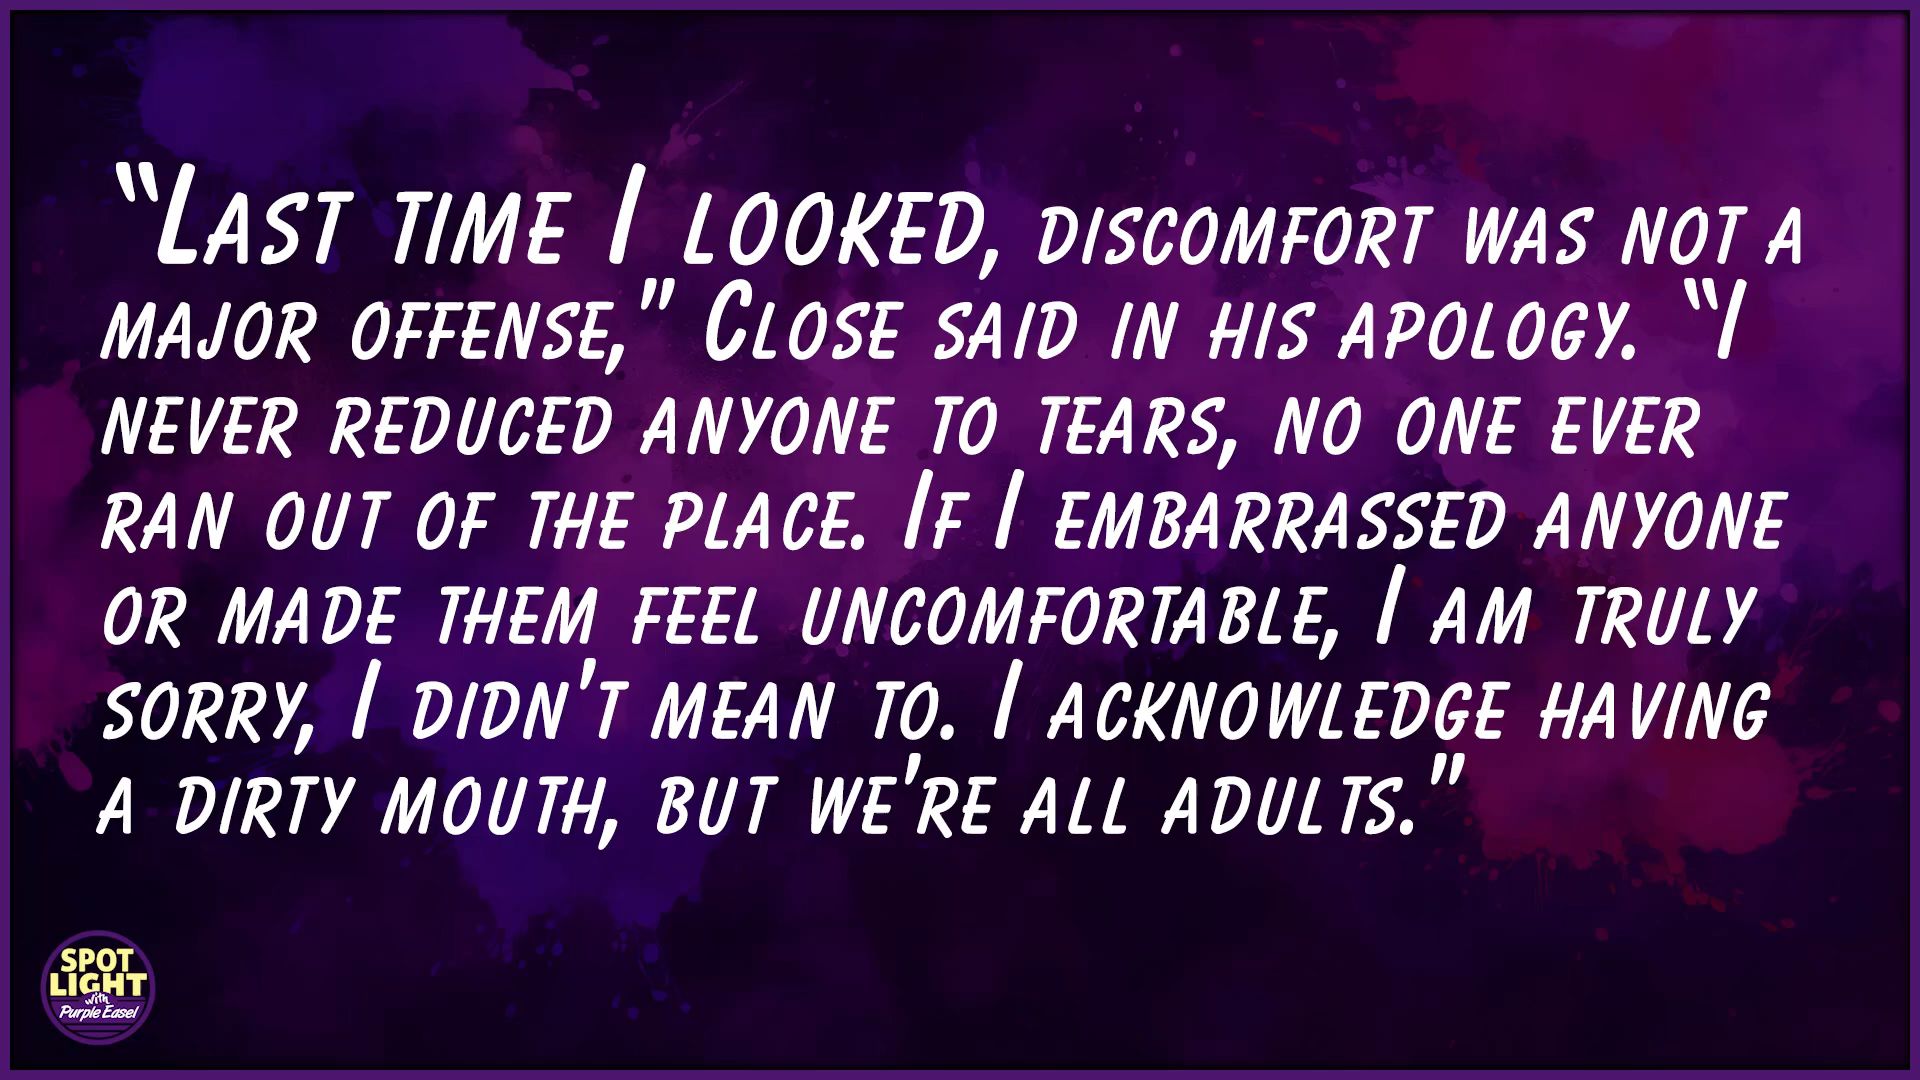 “Last time I looked, discomfort was not a
major offense," Close said in his apology. “I
never reduced anyone to tears, no one ever
ran out of the place. If I embarrassed anyone
or made them feel uncomfortable, I am truly
sorry, I didn't mean to. I acknowledge having
a dirty mouth, but we're all adults."
SPOT
LIGHT
with
Purple Easel